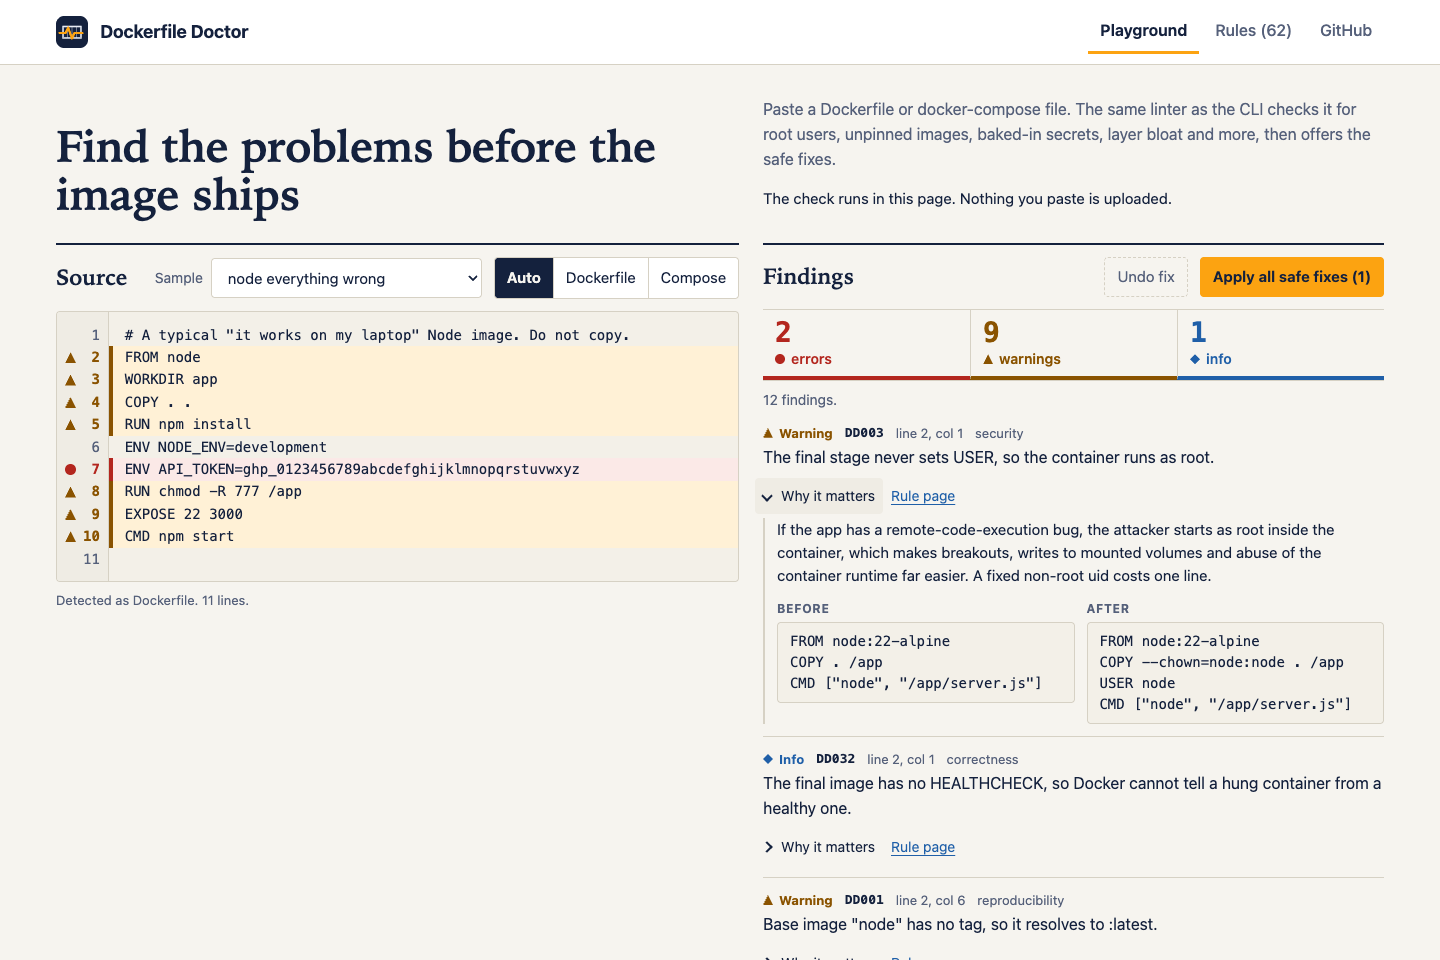 Dockerfile Doctor
Playground
Rules (62)
GitHub
Find the problems before the
image ships
Paste a Dockerfile or docker-compose file. The same linter as the CLI checks it for
root users, unpinned images, baked-in secrets, layer bloat and more, then offers the
safe fixes.
The check runs in this page. Nothing you paste is uploaded.
Source
Sample
node everything wrong
Auto
Dockerfile
Compose
1 # A typical "it works on my laptop" Node image. Do not copy.
2 FROM node
3 WORKDIR app
4 COPY . .
5 RUN npm install
6 ENV NODE_ENV=development
7 ENV API_TOKEN=ghp_0123456789abcdefghijklmnopqrstuvwxyz
8 RUN chmod -R 777 /app
9 EXPOSE 22 3000
10 CMD npm start
11
Detected as Dockerfile. 11 lines.
Findings
Undo fix
Apply all safe fixes (1)
2
errors
9
warnings
1
info
12 findings.
Warning DD003 line 2, col 1 security
The final stage never sets USER, so the container runs as root.
Why it matters Rule page
If the app has a remote-code-execution bug, the attacker starts as root inside the
container, which makes breakouts, writes to mounted volumes and abuse of the
container runtime far easier. A fixed non-root uid costs one line.
BEFORE
FROM node:22-alpine
COPY . /app
CMD ["node", "/app/server.js"]
AFTER
FROM node:22-alpine
COPY --chown=node:node . /app
USER node
CMD ["node", "/app/server.js"]
Info DD032 line 2, col 1 correctness
The final image has no HEALTHCHECK, so Docker cannot tell a hung container from a
healthy one.
Why it matters Rule page
Warning DD001 line 2, col 6 reproducibility
Base image "node" has no tag, so it resolves to :latest.